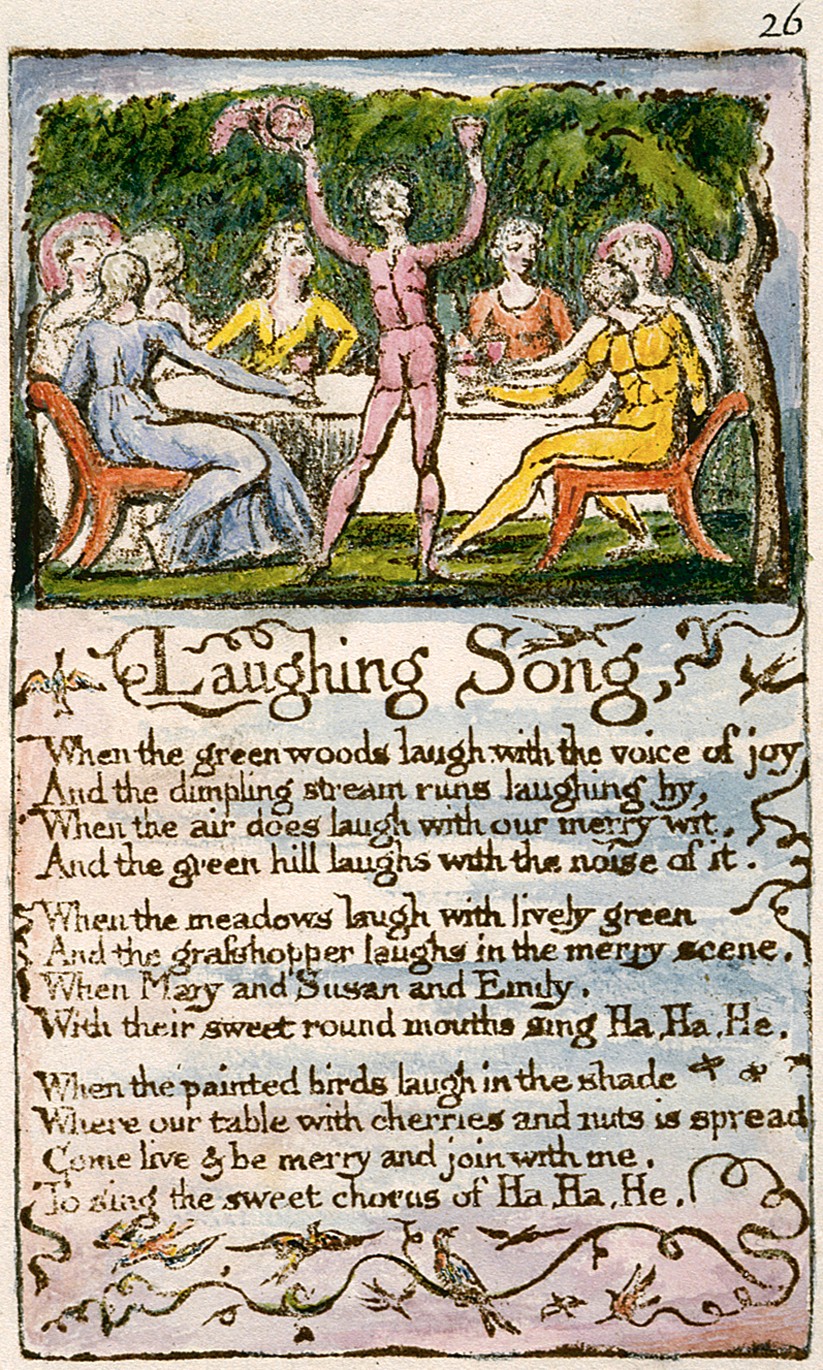 26
Laughing Song,
When the green woods laugh with the voice of joy
And the dimpling stream runs laughing by,
When the air does laugh with our merry wit,
And the green hill laughs with the noise of it.
When the meadows laugh with lively green
And the graſshopper laughs in the merry scene.
When Mary and Susan and Emily.
With their sweet round mouths sing Ha, Ha, He.
When the painted birds laugh in the shade
Where our table with cherries and nuts is spread
Come live & be merry and join with me.
To sing the sweet chorus of Ha, Ha, He.